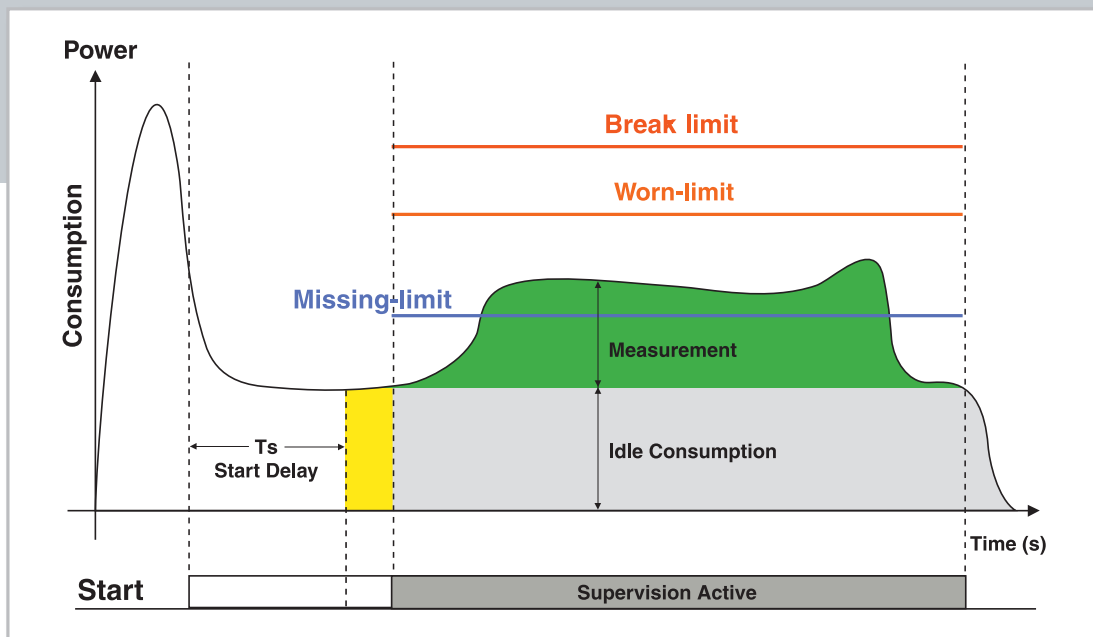 Power
Consumption
Break limit
Worn-limit
Missing-limit
Measurement
Ts
Start Delay
Idle Consumption
Time (s)
Start
Supervision Active